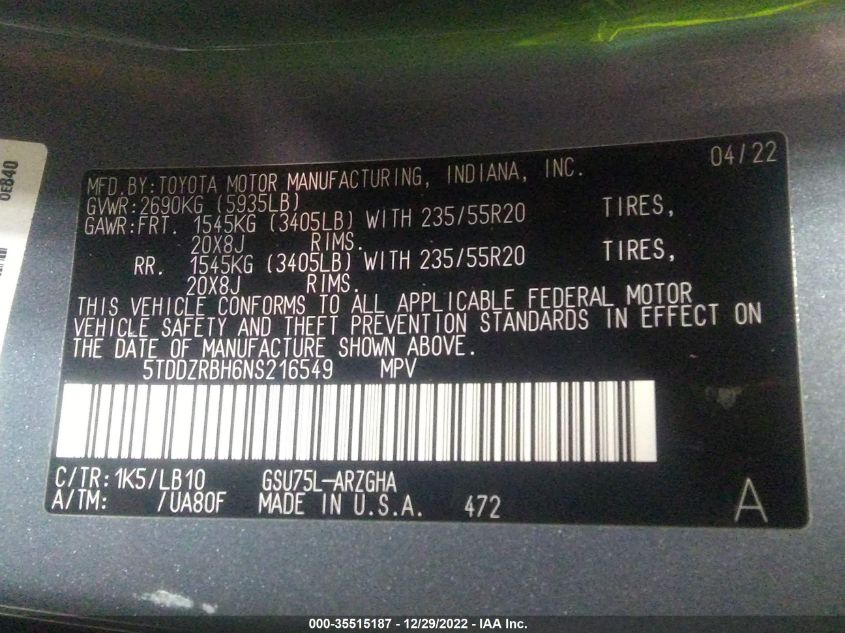 0E840
04/22
MFD.BY:TOYOTA MOTOR MANUFACTURING, INDIANA, INC.
GVWR:2690KG (5935LB)
GAWR:FRT. 1545KG (3405LB) WITH 235/55R20 TIRES,
20X8J RIMS.
RR. 1545KG (3405LB) WITH 235/55R20 TIRES,
20X8J RIMS.
THIS VEHICLE CONFORMS TO ALL APPLICABLE FEDERAL MOTOR
VEHICLE SAFETY AND THEFT PREVENTION STANDARDS IN EFFECT ON
THE DATE OF MANUFACTURE SHOWN ABOVE.
5TDDZRBH6NS216549 MPV
C/TR: 1K5/LB10 GSU75L-ARZGHA
A/TM: /UA80F MADE IN U.S.A. 472 A
000-35515187 - 12/29/2022 - IAA Inc.